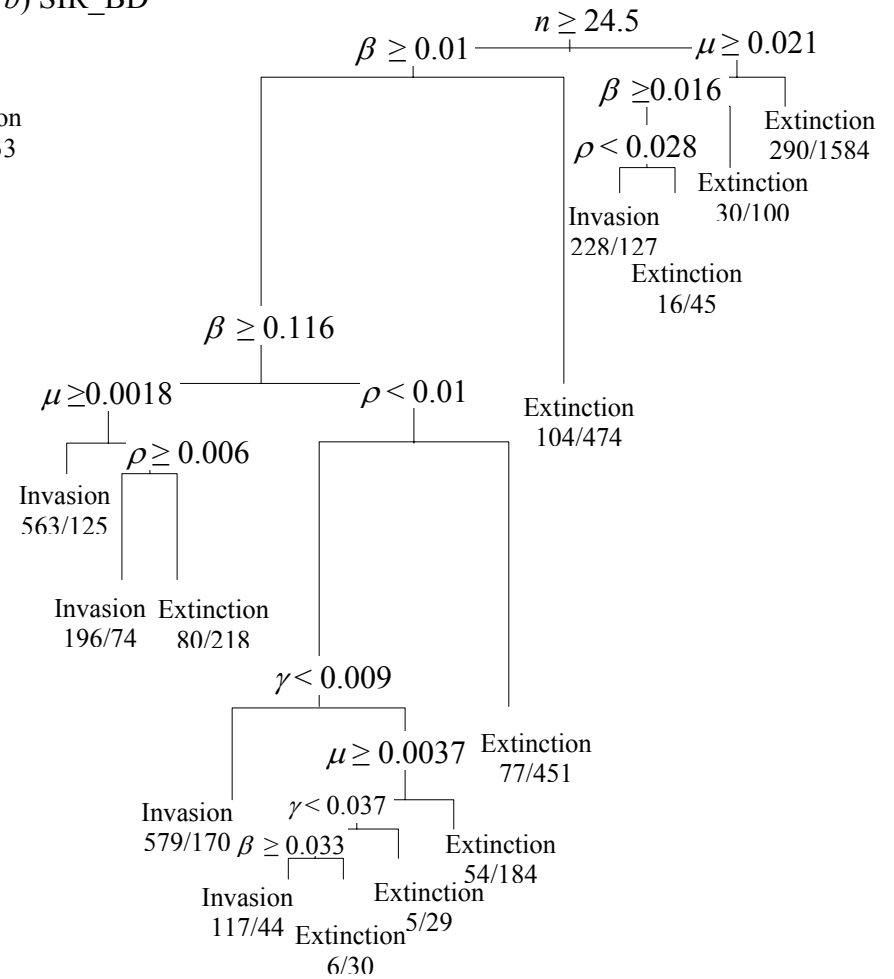 b) SIR_BD
n ≥ 24.5
β ≥ 0.01
μ ≥ 0.021
β ≥0.016
on
Extinction
290/1584
ρ < 0.028
Extinction
30/100
Invasion
228/127
Extinction
16/45
β ≥ 0.116
μ ≥0.0018
ρ < 0.01
Extinction
104/474
ρ ≥ 0.006
Invasion
563/125
Invasion
196/74
Extinction
80/218
γ < 0.009
μ ≥ 0.0037
Extinction
77/451
Invasion
579/170
γ < 0.037
β ≥ 0.033
Extinction
54/184
Invasion
117/44
Extinction
5/29
Extinction
6/30